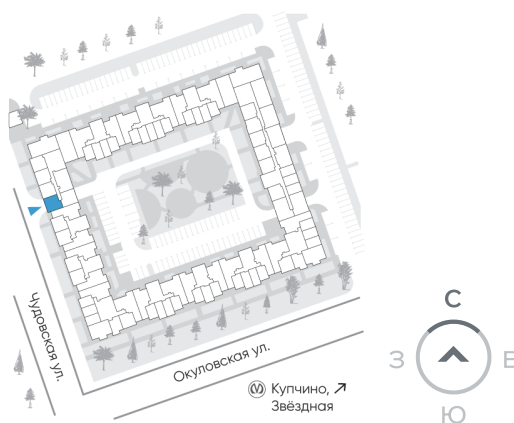 Чудовская ул.
Окуловская ул.
Купчино,
Звёздная
С
З
В
Ю